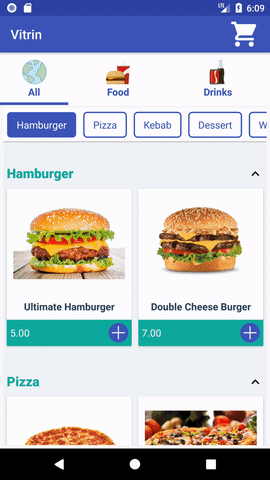 6:09
Vitrin
All Food Drinks
Hamburger Pizza Kebab Dessert W
Hamburger
Ultimate Hamburger Double Cheese Burger
5.00 7.00
Pizza